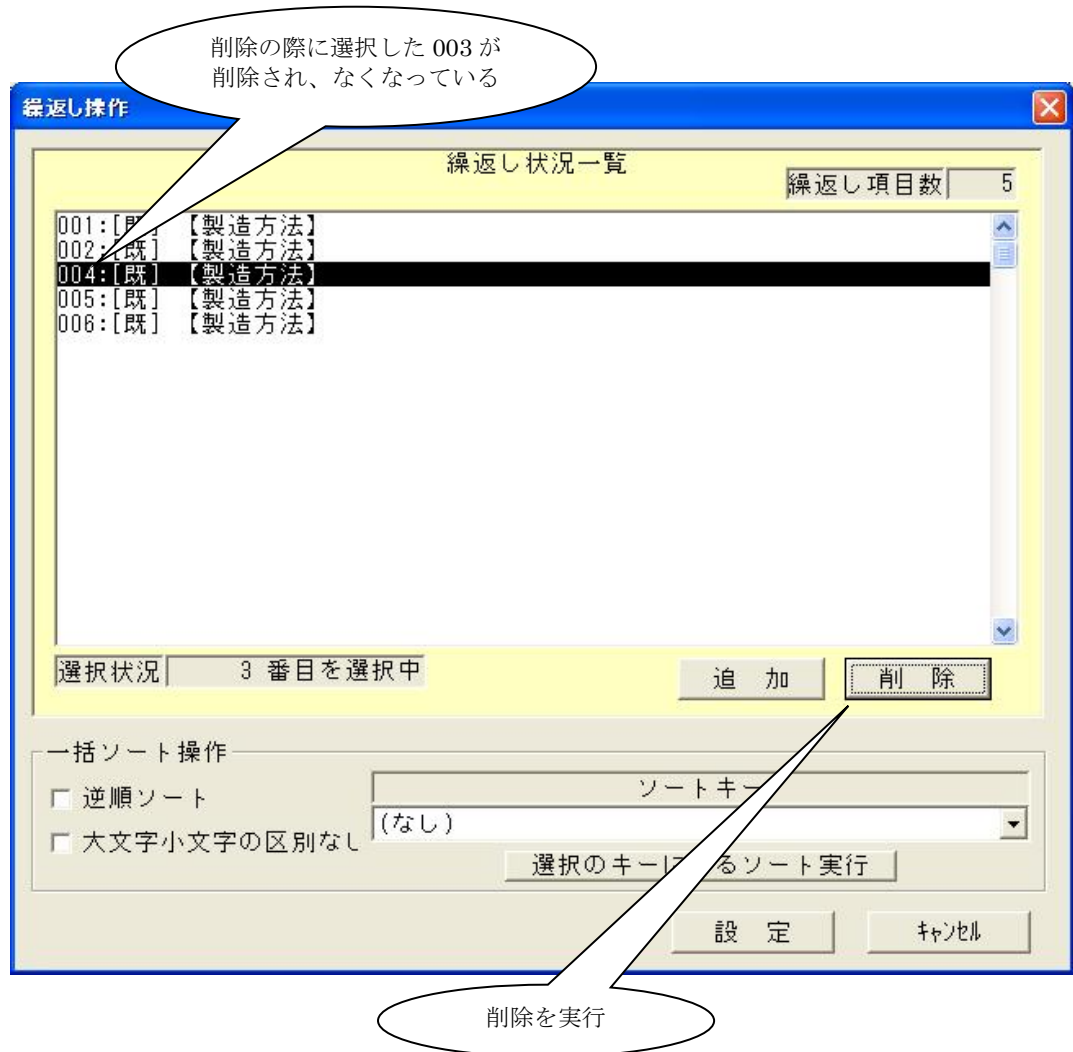 削除の際に選択した 003 が
削除され、なくなっている
繰返し操作
繰返し状況一覧
繰返し項目数 5
001:[既] 【製造方法】
002:[既] 【製造方法】
004:[既] 【製造方法】
005:[既] 【製造方法】
006:[既] 【製造方法】
選択状況 3 番目を選択中
追 加
削 除
一括ソート操作
逆順ソート
大文字小文字の区別なし
ソートキー
(なし)
選択のキーに るソート実行
設 定
キャンセル
削除を実行